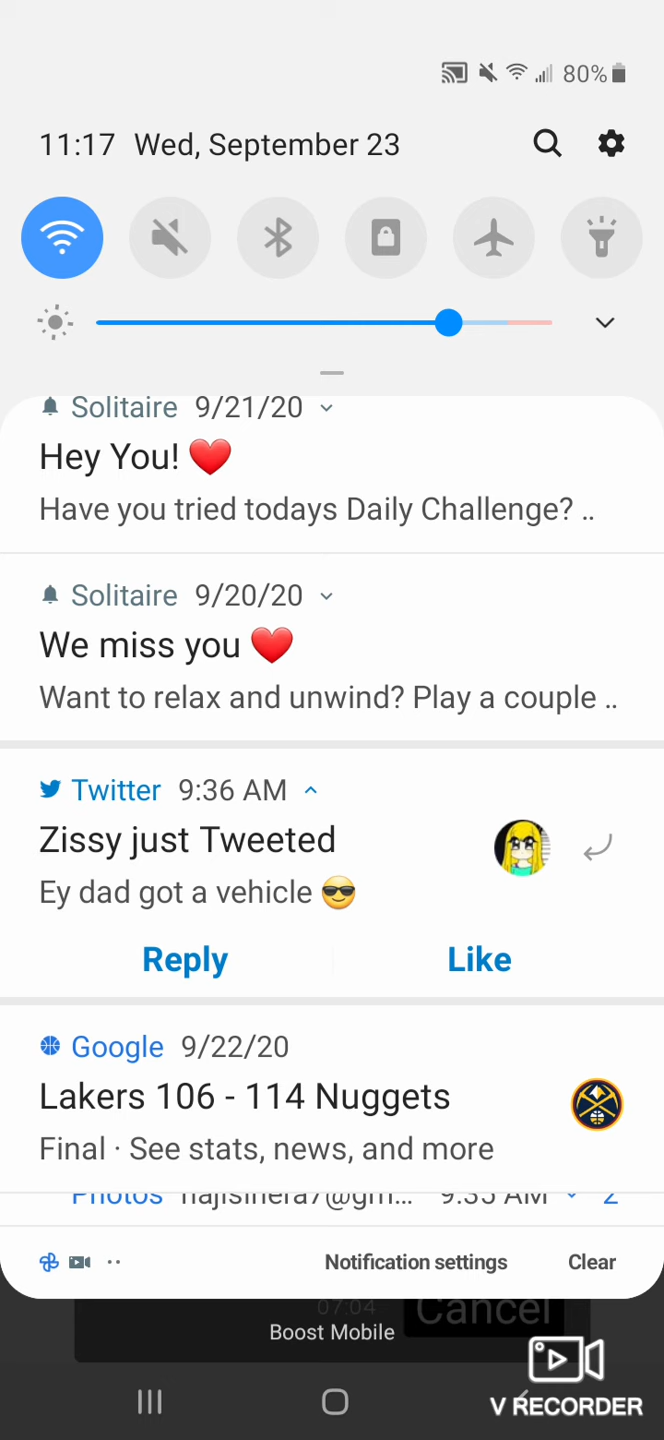 80%
11:17 Wed, September 23
Solitaire 9/21/20
Hey You! ❤️
Have you tried todays Daily Challenge? ..
Solitaire 9/20/20
We miss you ❤️
Want to relax and unwind? Play a couple ..
Twitter 9:36 AM
Zissy just Tweeted
Ey dad got a vehicle 😎
Reply Like
Google 9/22/20
Lakers 106 - 114 Nuggets
Final · See stats, news, and more
Photos 9:35 AM 2
Notification settings Clear
07:04 Cancel
Boost Mobile
V RECORDER